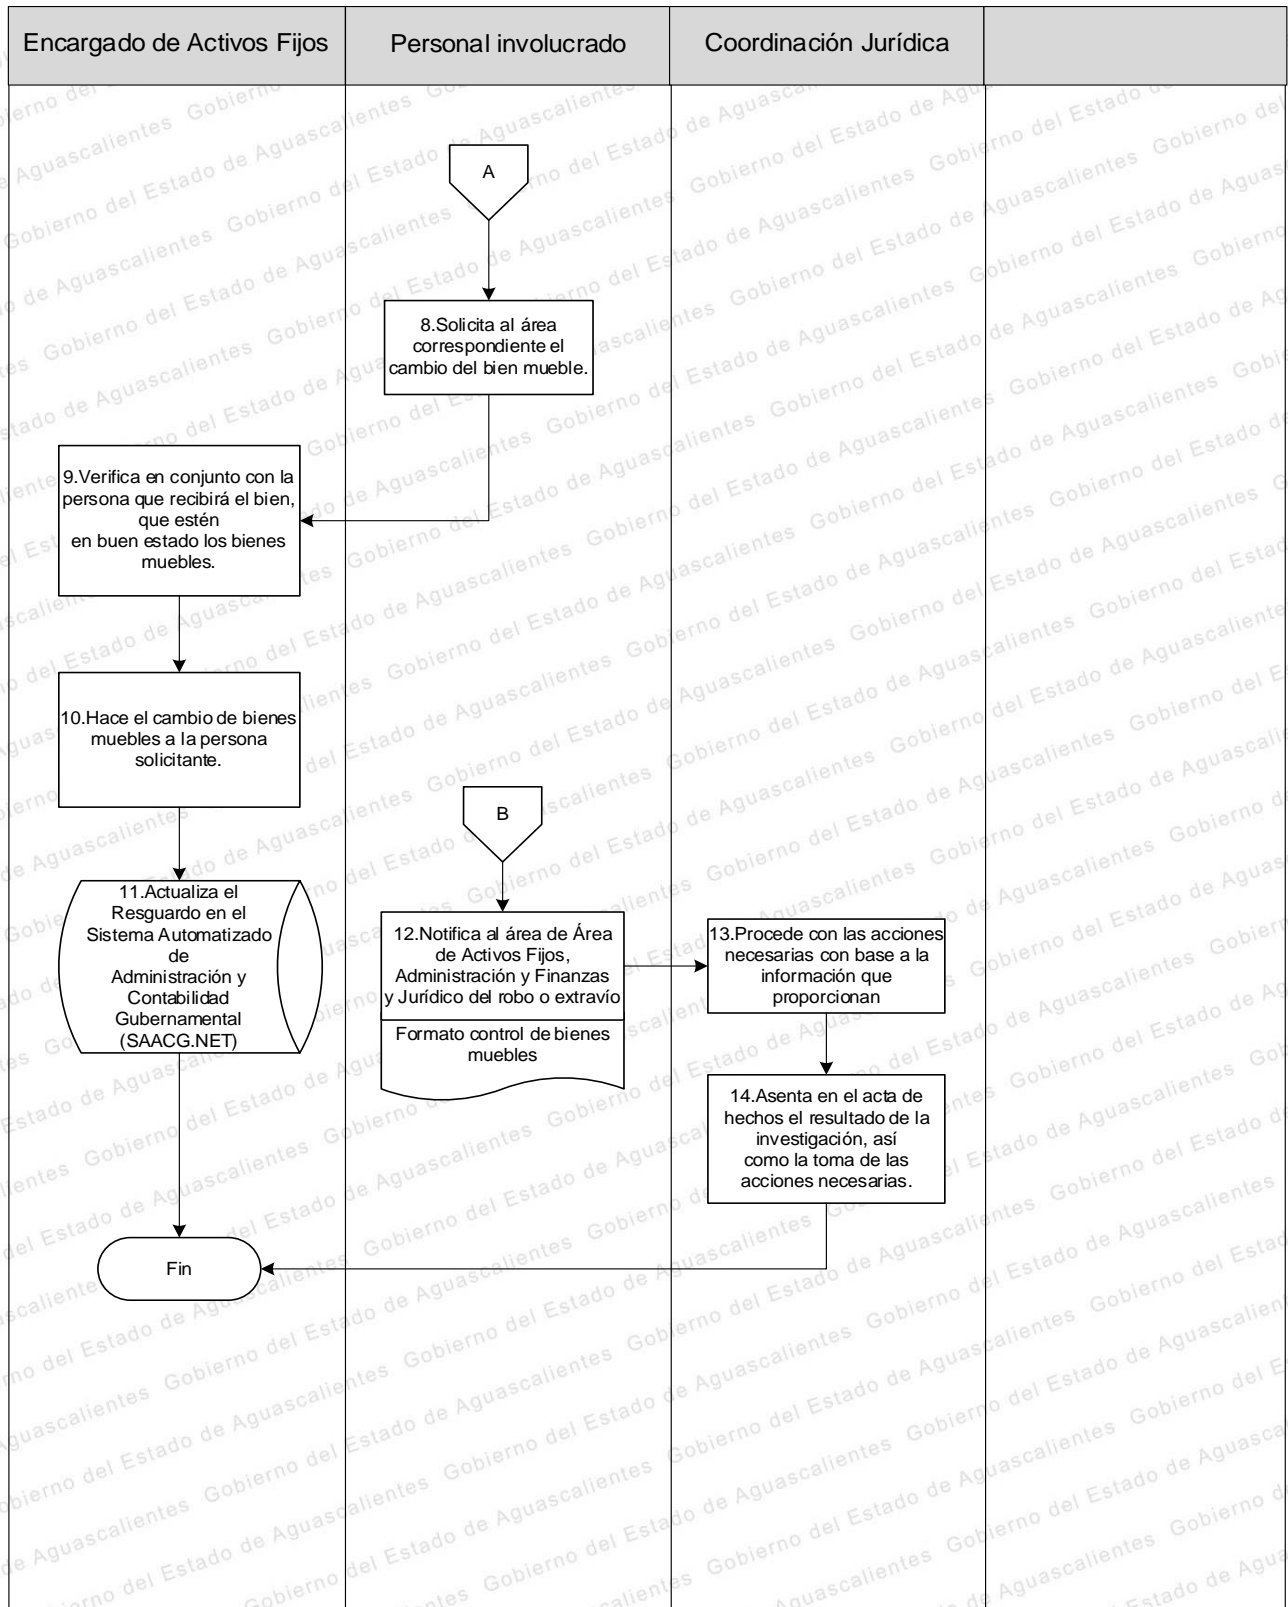 Encargado de Activos Fijos
Personal involucrado
Coordinación Jurídica
A
8.Solicita al área
correspondiente el
cambio del bien mueble.
9.Verifica en conjunto con la
persona que recibirá el bien,
que estén
en buen estado los bienes
muebles.
10.Hace el cambio de bienes
muebles a la persona
solicitante.
11.Actualiza el
Resguardo en el
Sistema Automatizado
de
Administración y
Contabilidad
Gubernamental
(SAACG.NET)
B
12.Notifica al área de Área
de Activos Fijos,
Administración y Finanzas
y Jurídico del robo o extravío
Formato control de bienes
muebles
13.Procede con las acciones
necesarias con base a la
información que
proporcionan
14.Asenta en el acta de
hechos el resultado de la
investigación, así
como la toma de las
acciones necesarias.
Fin
Gobierno del Estado de Aguascalientes